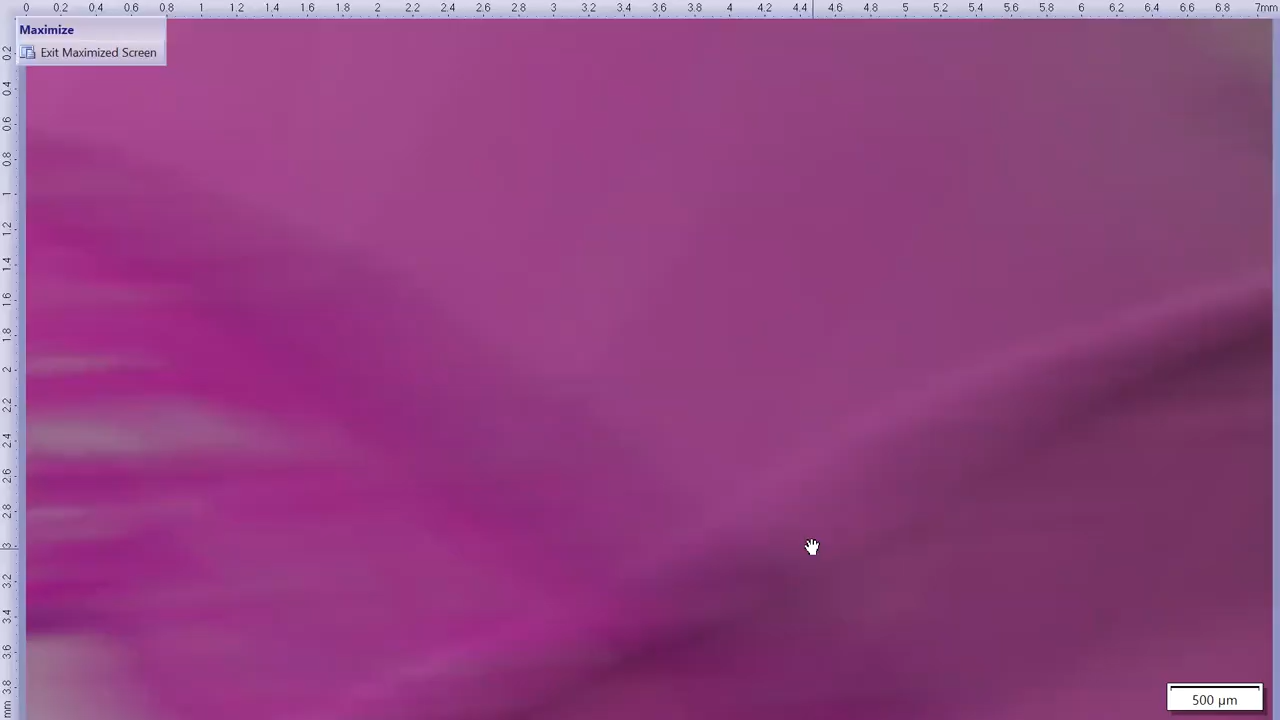 0 0.2 0.4 0.6 0.8 1 1.2 1.4 1.6 1.8 2 2.2 2.4 2.6 2.8 3 3.2 3.4 3.6 3.8 4 4.2 4.4 4.6 4.8 5 5.2 5.4 5.6 5.8 6 6.2 6.4 6.6 6.8 7mm
Maximize
Exit Maximized Screen
0.2 0.4 0.6 0.8 1 1.2 1.4 1.6 1.8 2 2.2 2.4 2.6 2.8 3 3.2 3.4 3.6 3.8 mm
500 µm